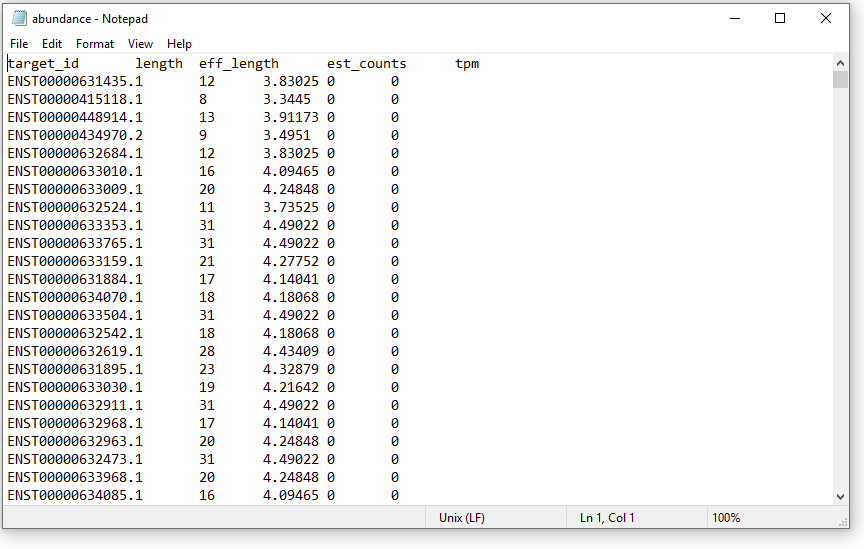 abundance - Notepad
File Edit Format View Help
target_id length eff_length est_counts tpm
ENST00000631435.1 12 3.83025 0 0
ENST00000415118.1 8 3.3445 0 0
ENST00000448914.1 13 3.91173 0 0
ENST00000434970.2 9 3.4951 0 0
ENST00000632684.1 12 3.83025 0 0
ENST00000633010.1 16 4.09465 0 0
ENST00000633009.1 20 4.24848 0 0
ENST00000632524.1 11 3.73525 0 0
ENST00000633353.1 31 4.49022 0 0
ENST00000633765.1 31 4.49022 0 0
ENST00000633159.1 21 4.27752 0 0
ENST00000631884.1 17 4.14041 0 0
ENST00000634070.1 18 4.18068 0 0
ENST00000633504.1 31 4.49022 0 0
ENST00000632542.1 18 4.18068 0 0
ENST00000632619.1 28 4.43409 0 0
ENST00000631895.1 23 4.32879 0 0
ENST00000633030.1 19 4.21642 0 0
ENST00000632911.1 31 4.49022 0 0
ENST00000632968.1 17 4.14041 0 0
ENST00000632963.1 20 4.24848 0 0
ENST00000632473.1 31 4.49022 0 0
ENST00000633968.1 20 4.24848 0 0
ENST00000634085.1 16 4.09465 0 0
Unix (LF) Ln 1, Col 1 100%